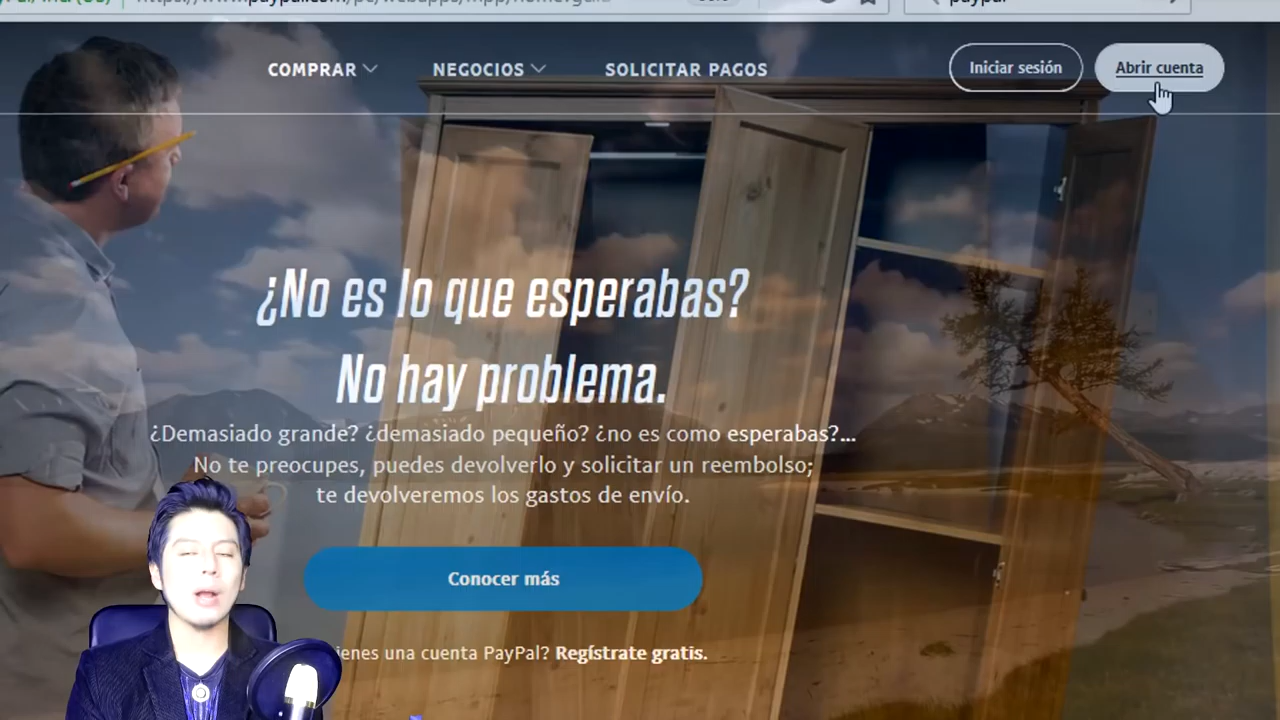 COMPRAR NEGOCIOS SOLICITAR PAGOS Iniciar sesión Abrir cuenta
¿No es lo que esperabas?
No hay problema.
¿Demasiado grande? ¿demasiado pequeño? ¿no es como esperabas?...
No te preocupes, puedes devolverlo y solicitar un reembolso;
te devolveremos los gastos de envío.
Conocer más
ienes una cuenta PayPal? Regístrate gratis.